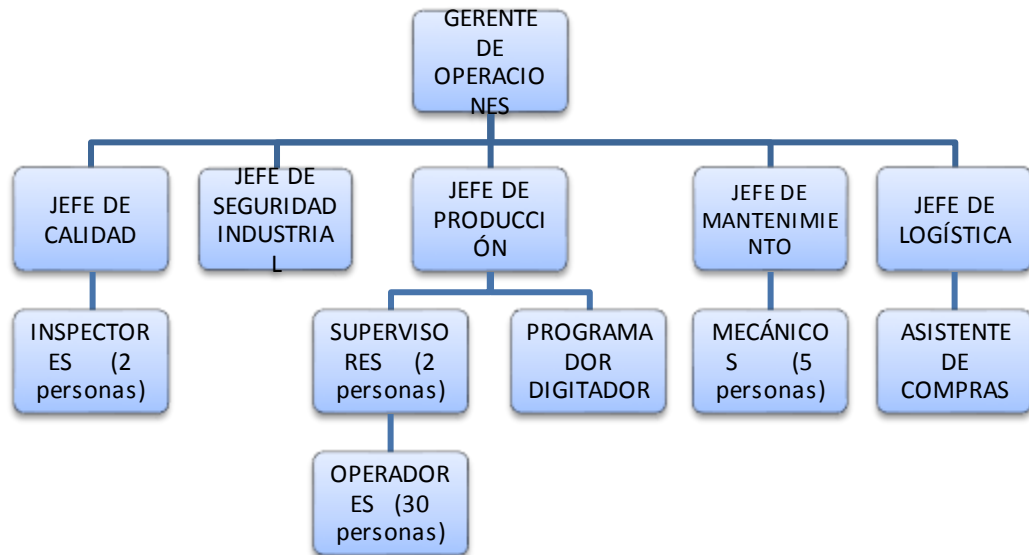 GERENTE
DE
OPERACIO
NES
JEFE DE
CALIDAD
JEFE DE
SEGURIDAD
INDUSTRIA
L
JEFE DE
PRODUCCI
ÓN
JEFE DE
MANTENIMIE
NTO
JEFE DE
LOGÍSTICA
INSPECTOR
ES (2
personas)
SUPERVISO
RES (2
personas)
PROGRAMA
DOR
DIGITADOR
MECÁNICO
S (5
personas)
ASISTENTE
DE
COMPRAS
OPERADOR
ES (30
personas)